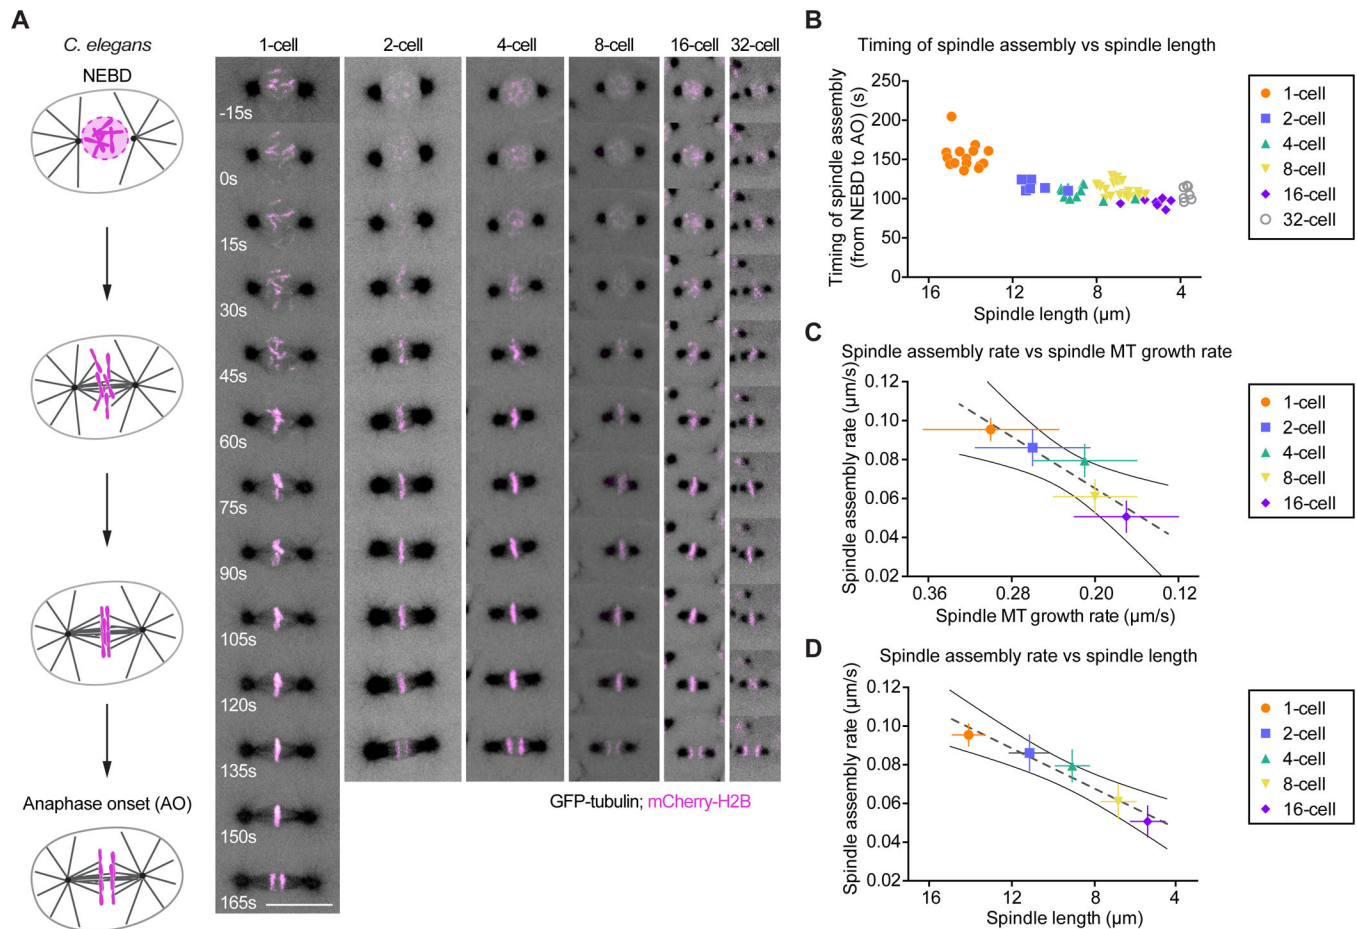 A
C. elegans
NEBD
Anaphase onset (AO)
1-cell
2-cell
4-cell
8-cell
16-cell
32-cell
-15s
0s
15s
30s
45s
60s
75s
90s
105s
120s
135s
150s
165s
GFP-tubulin; mCherry-H2B
B
Timing of spindle assembly vs spindle length
Timing of spindle assembly
(from NEBD to AO) (s)
250
200
150
100
50
0
16
12
8
4
Spindle length (µm)
1-cell
2-cell
4-cell
8-cell
16-cell
32-cell
C
Spindle assembly rate vs spindle MT growth rate
Spindle assembly rate (µm/s)
0.12
0.10
0.08
0.06
0.04
0.02
0.36
0.28
0.20
0.12
Spindle MT growth rate (µm/s)
1-cell
2-cell
4-cell
8-cell
16-cell
D
Spindle assembly rate vs spindle length
Spindle assembly rate (µm/s)
0.12
0.10
0.08
0.06
0.04
0.02
16
12
8
4
Spindle length (µm)
1-cell
2-cell
4-cell
8-cell
16-cell